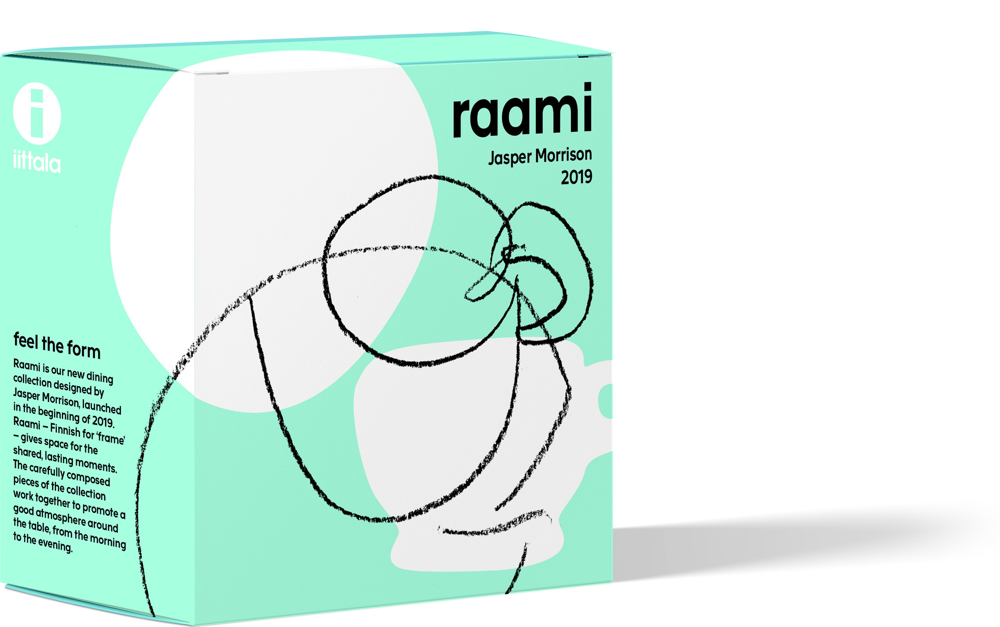 i
iittala
feel the form
Raami is our new dining
collection designed by
Jasper Morrison, launched
in the beginning of 2019.
Raami – Finnish for ‘frame’
– gives space for the
shared, lasting moments.
The carefully composed
pieces of the collection
work together to promote a
good atmosphere around
the table, from the morning
to the evening.
raami
Jasper Morrison
2019